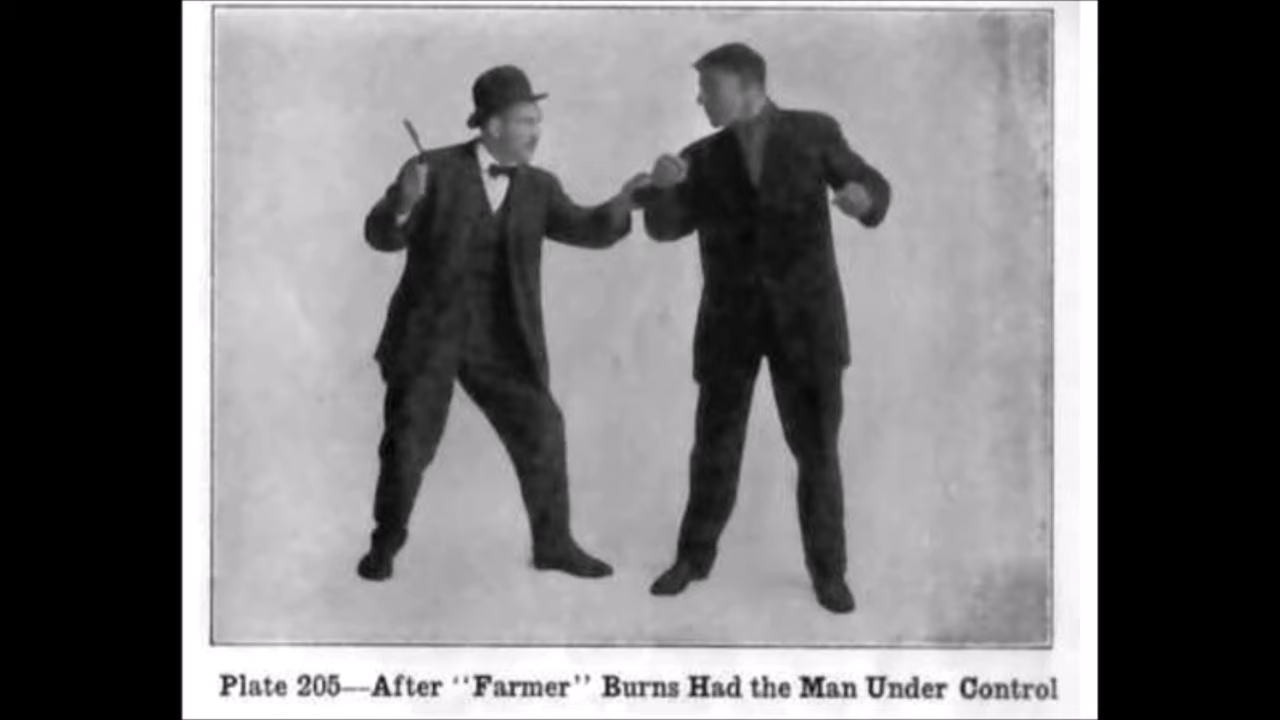 Plate 205—After "Farmer" Burns Had the Man Under Control